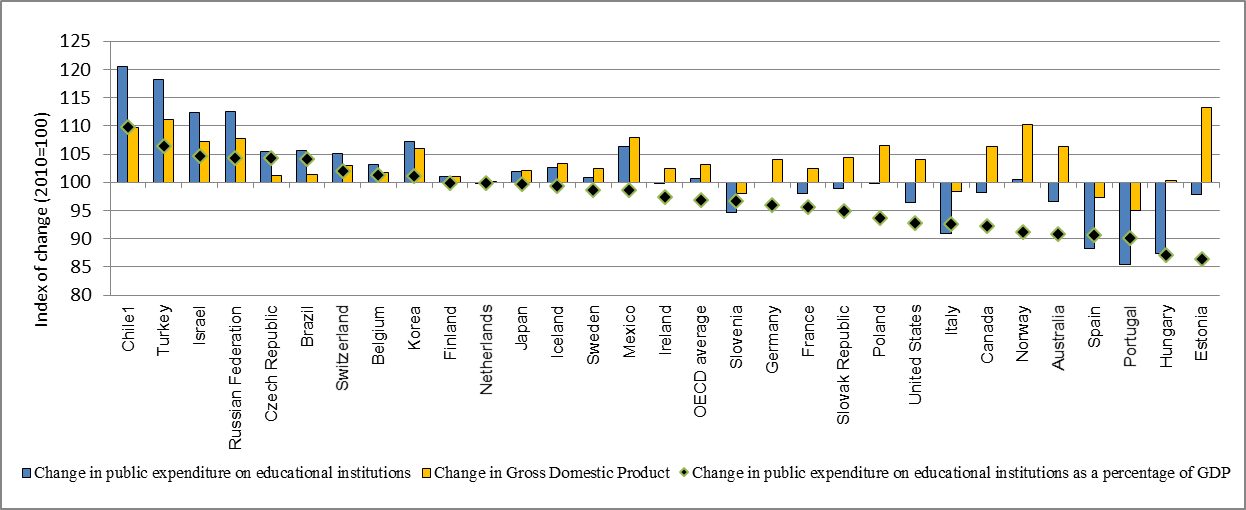 Index of change (2010=100)
125
120
115
110
105
100
95
90
85
80
Chile1
Turkey
Israel
Russian Federation
Czech Republic
Brazil
Switzerland
Belgium
Korea
Finland
Netherlands
Japan
Iceland
Sweden
Mexico
Ireland
OECD average
Slovenia
Germany
France
Slovak Republic
Poland
United States
Italy
Canada
Norway
Australia
Spain
Portugal
Hungary
Estonia
Change in public expenditure on educational institutions
Change in Gross Domestic Product
Change in public expenditure on educational institutions as a percentage of GDP